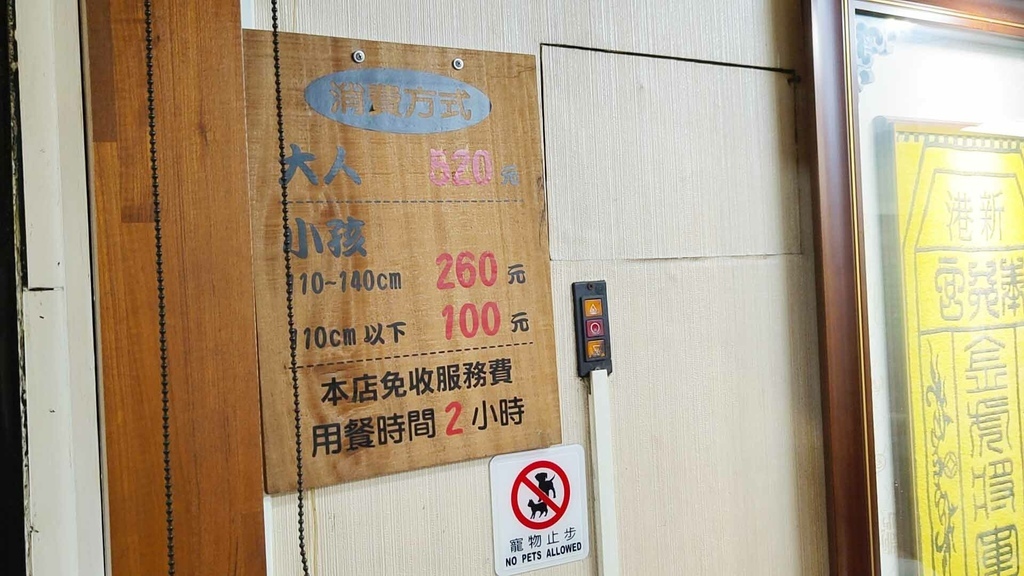 消費方式
大人 520 元
小孩
110~140cm 260 元
110cm 以下 100 元
本店免收服務費
用餐時間 2 小時
寵物止步
NO PETS ALLOWED
新港